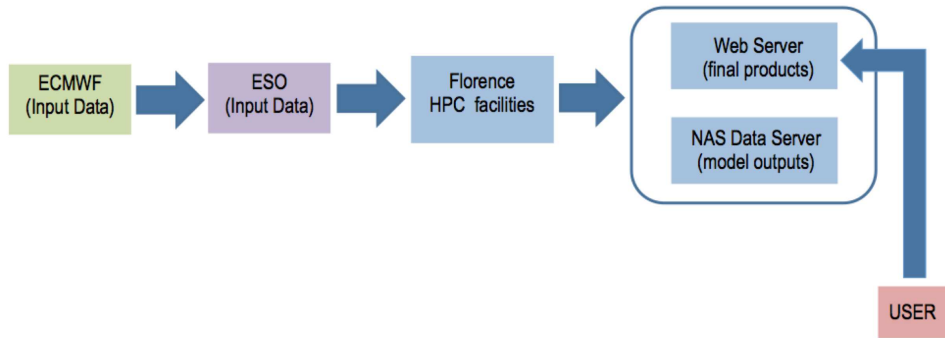 ECMWF
(Input Data)
ESO
(Input Data)
Florence
HPC facilities
Web Server
(final products)
NAS Data Server
(model outputs)
USER